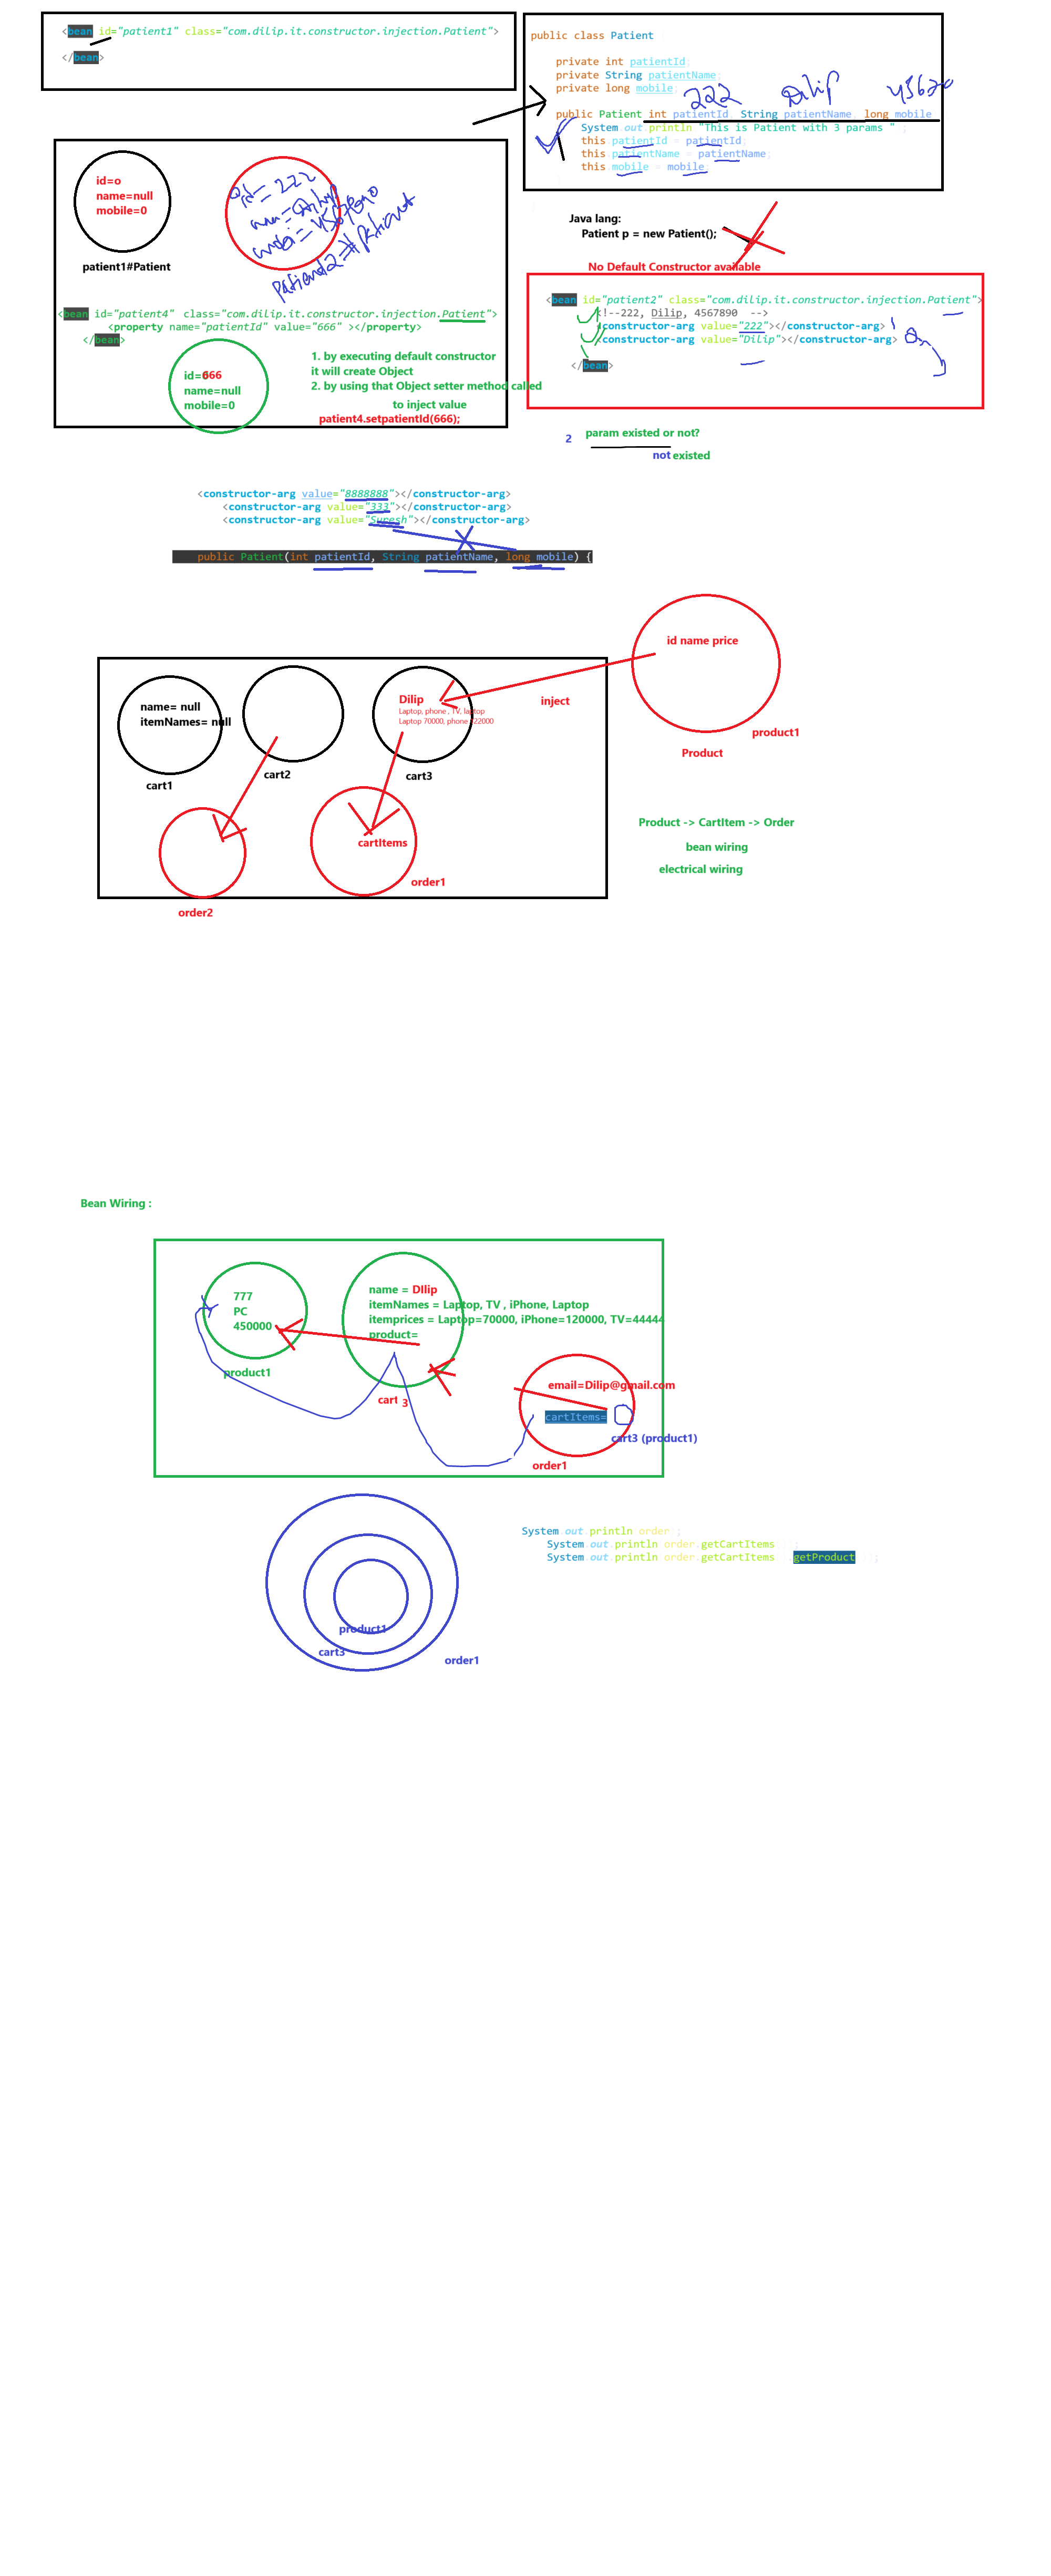 <bean id="patient1" class="com.dilip.it.constructor.injection.Patient">
</bean>
public class Patient
private int patientId;
private String patientName;
private long mobile;
222 Dilip 45620
public Patient int patientId String patientName, long mobile
System.out.println "This is Patient with 3 params " ;
this.patientId = patientId;
this.patientName = patientName;
this.mobile = mobile;
id=o
name=null
mobile=0
patient1#Patient
id= 222
patient2#Patient
Java lang:
Patient p = new Patient();
No Default Constructor available
<bean id="patient4" class="com.dilip.it.constructor.injection.Patient">
<property name="patientId" value="666" ></property>
</bean>
id=666
name=null
mobile=0
1. by executing default constructor
it will create Object
2. by using that Object setter method called
to inject value
patient4.setpatientId(666);
<bean id="patient2" class="com.dilip.it.constructor.injection.Patient">
<!--222, Dilip, 4567890 -->
<constructor-arg value="222"></constructor-arg>
<constructor-arg value="Dilip"></constructor-arg>
</bean>
2 param existed or not?
not existed
<constructor-arg value="8888888"></constructor-arg>
<constructor-arg value="333"></constructor-arg>
<constructor-arg value="Suresh"></constructor-arg>
public Patient(int patientId, String patientName, long mobile) {
id name price
product1
Product
inject
name= null
itemNames= null
cart1
cart2
Dilip
Laptop, phone , TV, laptop
Laptop 70000, phone 122000
cart3
cartItems
order1
order2
Product -> CartItem -> Order
bean wiring
electrical wiring
Bean Wiring :
777
PC
450000
product1
name = DIlip
itemNames = Laptop, TV , iPhone, Laptop
itemprices = Laptop=70000, iPhone=120000, TV=44444
product=
cart 3
email=Dilip@gmail.com
cartItems=
cart3 (product1)
order1
product1
cart3
order1
System.out.println order ;
System.out.println order.getCartItems ;
System.out.println order.getCartItems getProduct ;